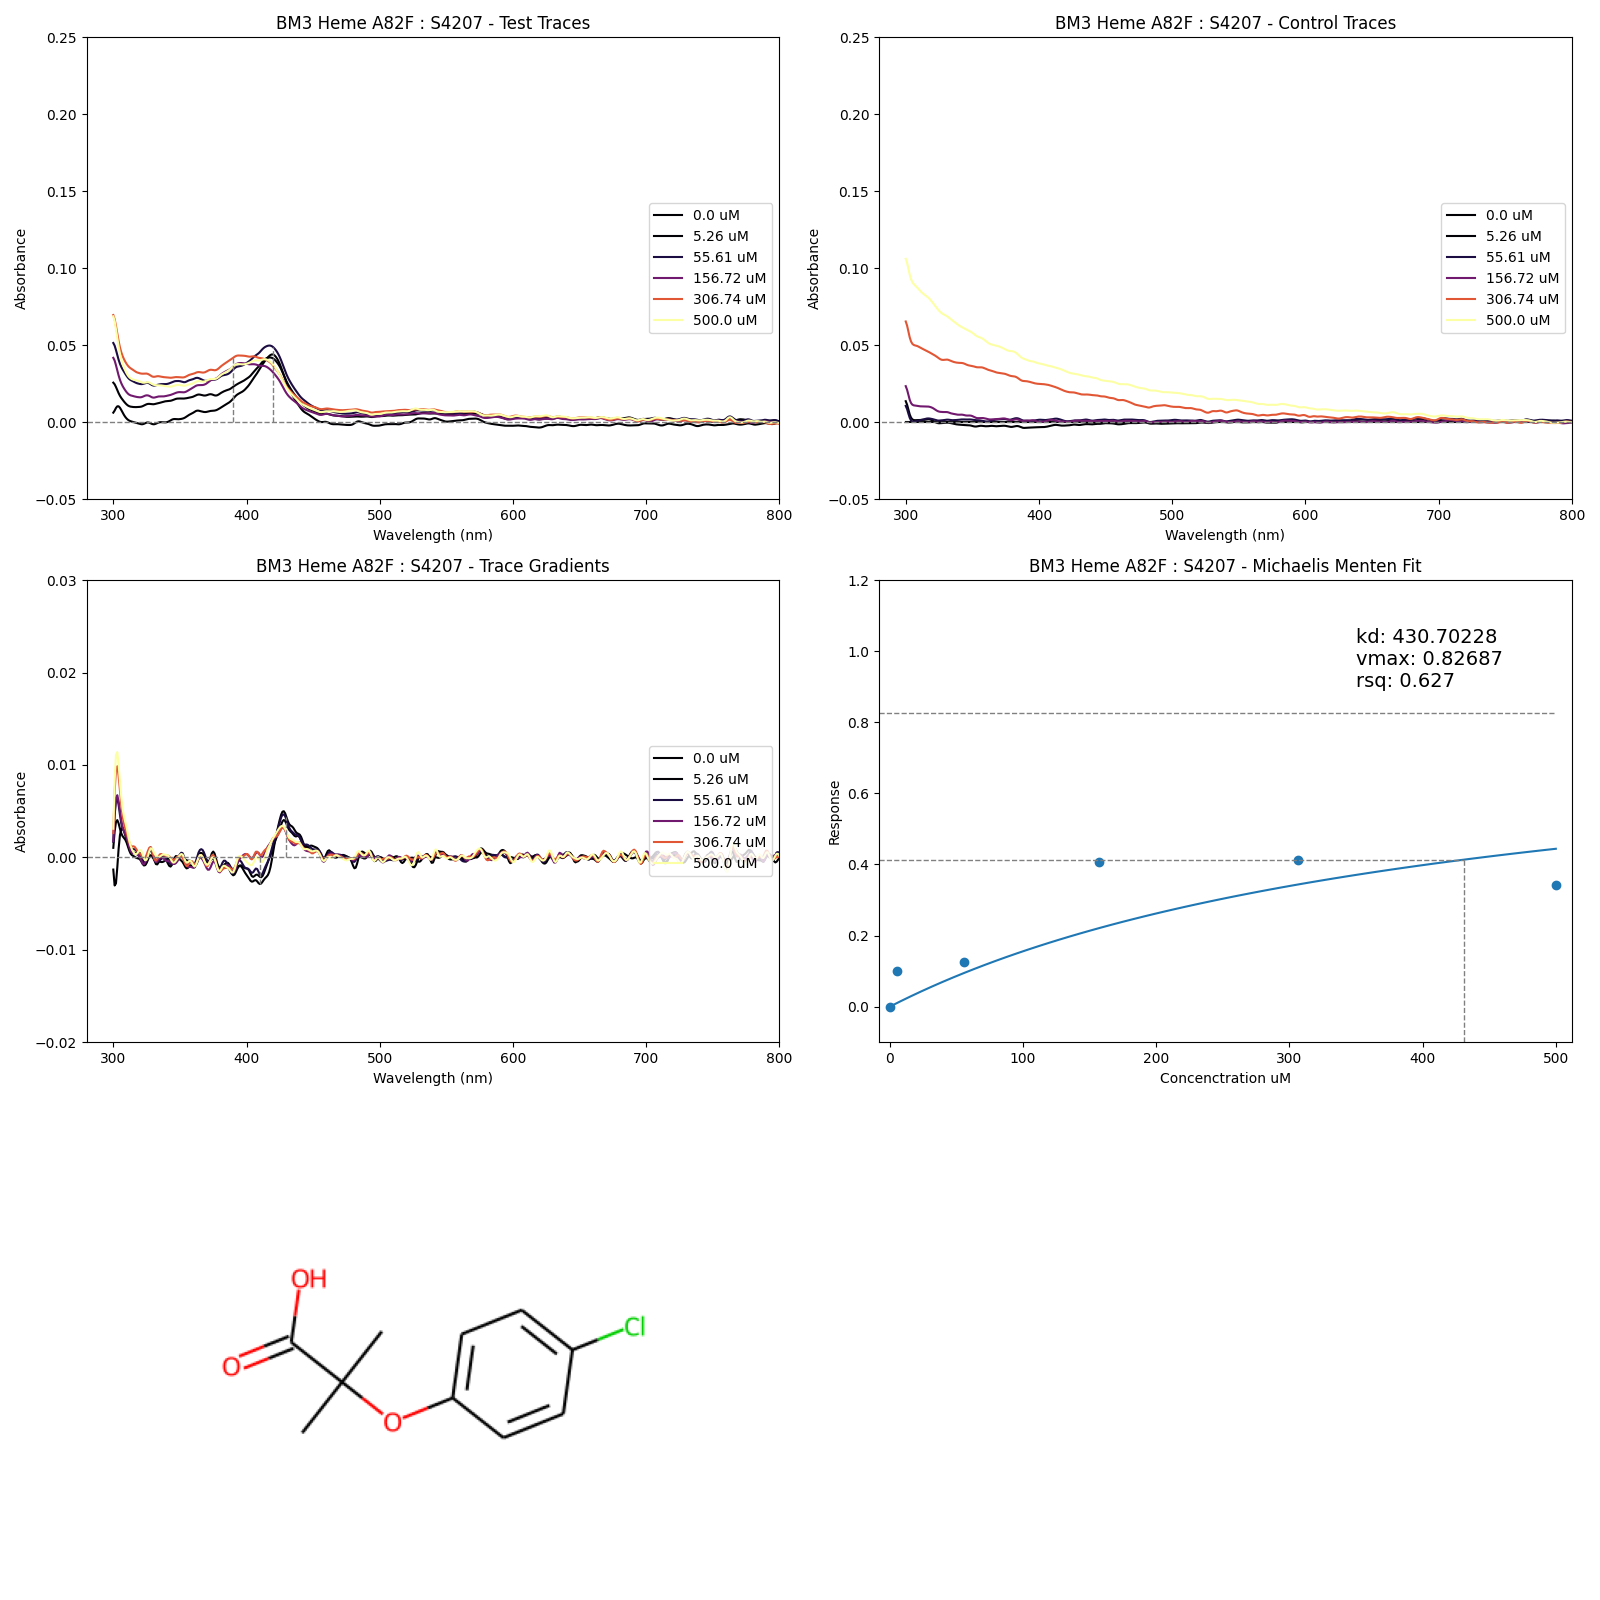 BM3 Heme A82F : S4207 - Test Traces
0.25
0.20
0.15
0.10
0.05
0.00
−0.05
Absorbance
300 400 500 600 700 800
Wavelength (nm)
0.0 uM
5.26 uM
55.61 uM
156.72 uM
306.74 uM
500.0 uM
BM3 Heme A82F : S4207 - Control Traces
0.25
0.20
0.15
0.10
0.05
0.00
−0.05
Absorbance
300 400 500 600 700 800
Wavelength (nm)
0.0 uM
5.26 uM
55.61 uM
156.72 uM
306.74 uM
500.0 uM
BM3 Heme A82F : S4207 - Trace Gradients
0.03
0.02
0.01
0.00
−0.01
−0.02
Absorbance
300 400 500 600 700 800
Wavelength (nm)
0.0 uM
5.26 uM
55.61 uM
156.72 uM
306.74 uM
500.0 uM
BM3 Heme A82F : S4207 - Michaelis Menten Fit
1.2
1.0
0.8
0.6
0.4
0.2
0.0
Response
kd: 430.70228
vmax: 0.82687
rsq: 0.627
0 100 200 300 400 500
Concenctration uM
OH
O
O
Cl